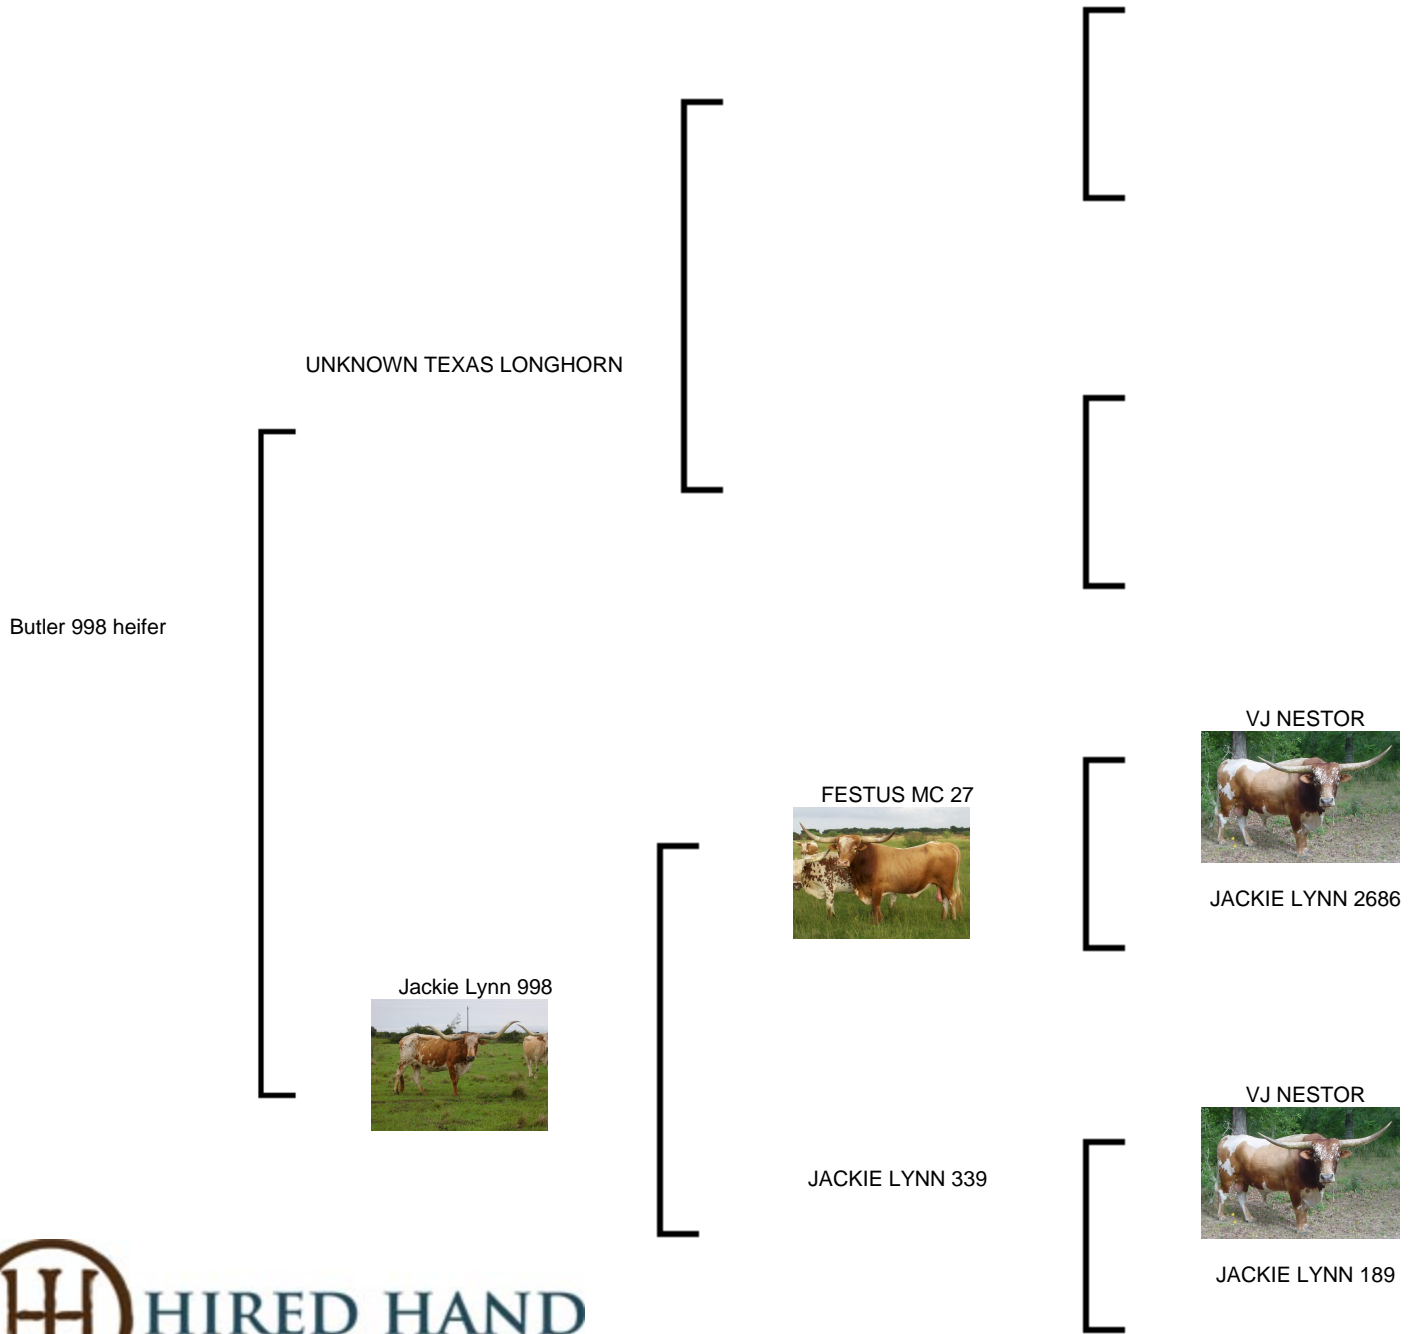 UNKNOWN TEXAS LONGHORN
Butler 998 heifer
VJ NESTOR
FESTUS MC 27
JACKIE LYNN 2686
Jackie Lynn 998
VJ NESTOR
JACKIE LYNN 339
JACKIE LYNN 189
HIRED HAND